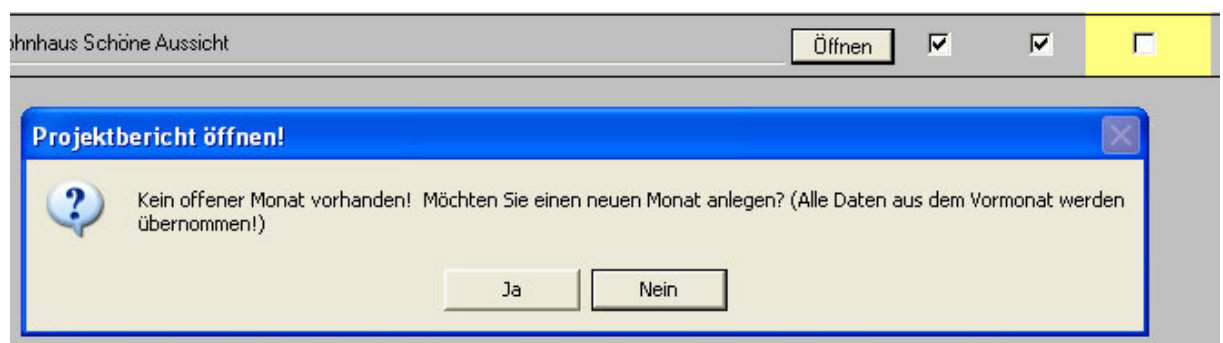 ohnhaus Schöne Aussicht Öffnen
Projektbericht öffnen!
Kein offener Monat vorhanden! Möchten Sie einen neuen Monat anlegen? (Alle Daten aus dem Vormonat werden
übernommen!)
Ja Nein